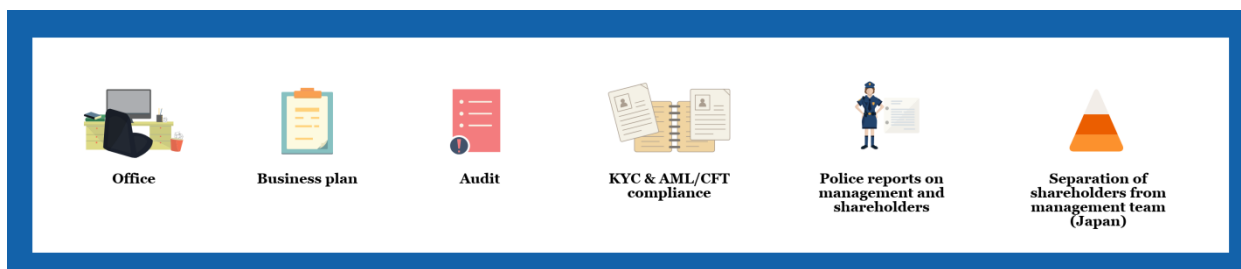 Office
Business plan
Audit
KYC & AML/CFT
compliance
Police reports on
management and
shareholders
Separation of
shareholders from
management team
(Japan)